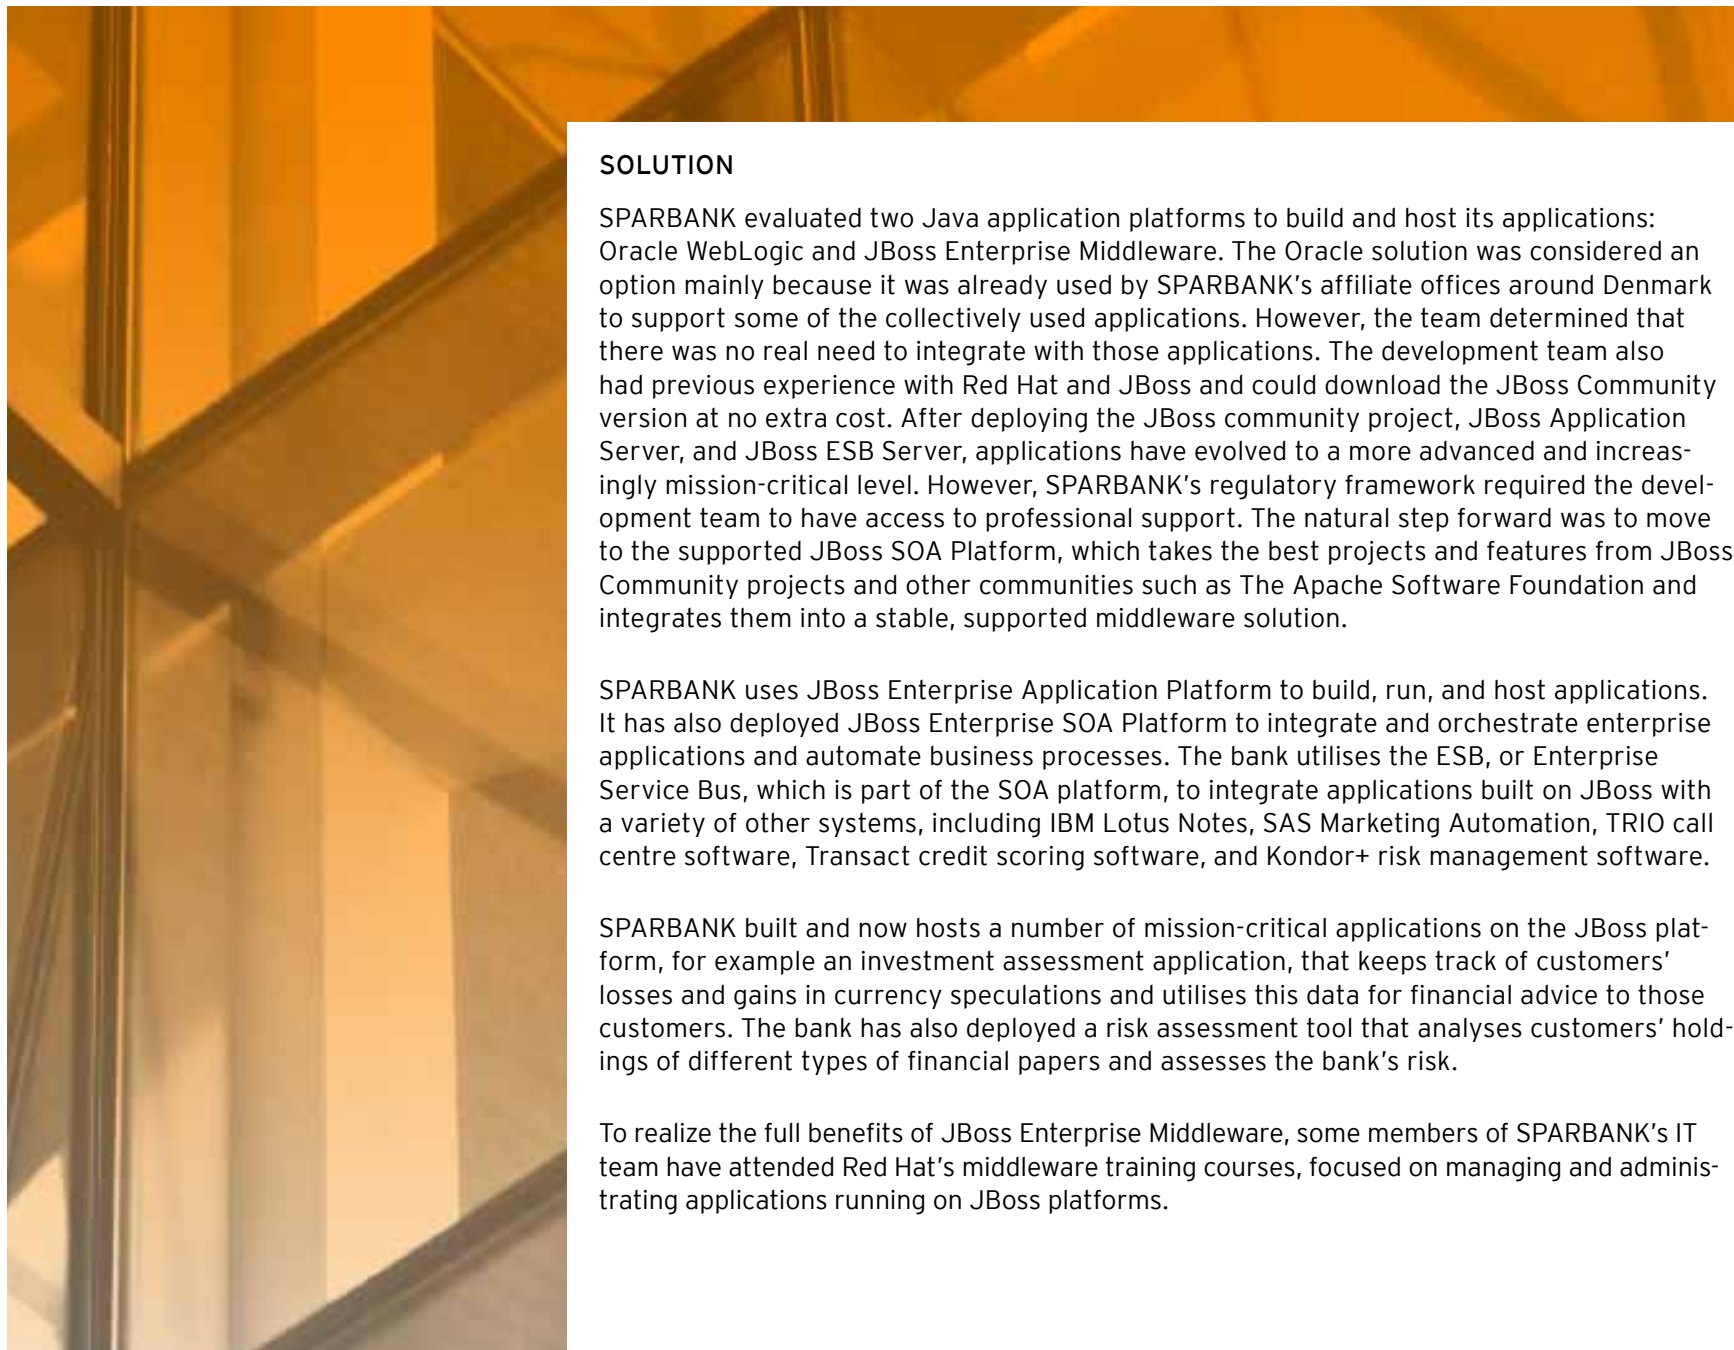 SOLUTION
SPARBANK evaluated two Java application platforms to build and host its applications:
Oracle WebLogic and JBoss Enterprise Middleware. The Oracle solution was considered an
option mainly because it was already used by SPARBANK’s affiliate offices around Denmark
to support some of the collectively used applications. However, the team determined that
there was no real need to integrate with those applications. The development team also
had previous experience with Red Hat and JBoss and could download the JBoss Community
version at no extra cost. After deploying the JBoss community project, JBoss Application
Server, and JBoss ESB Server, applications have evolved to a more advanced and increas-
ingly mission-critical level. However, SPARBANK’s regulatory framework required the devel-
opment team to have access to professional support. The natural step forward was to move
to the supported JBoss SOA Platform, which takes the best projects and features from JBoss
Community projects and other communities such as The Apache Software Foundation and
integrates them into a stable, supported middleware solution.
SPARBANK uses JBoss Enterprise Application Platform to build, run, and host applications.
It has also deployed JBoss Enterprise SOA Platform to integrate and orchestrate enterprise
applications and automate business processes. The bank utilises the ESB, or Enterprise
Service Bus, which is part of the SOA platform, to integrate applications built on JBoss with
a variety of other systems, including IBM Lotus Notes, SAS Marketing Automation, TRIO call
centre software, Transact credit scoring software, and Kondor+ risk management software.
SPARBANK built and now hosts a number of mission-critical applications on the JBoss plat-
form, for example an investment assessment application, that keeps track of customers’
losses and gains in currency speculations and utilises this data for financial advice to those
customers. The bank has also deployed a risk assessment tool that analyses customers’ hold-
ings of different types of financial papers and assesses the bank’s risk.
To realize the full benefits of JBoss Enterprise Middleware, some members of SPARBANK’s IT
team have attended Red Hat’s middleware training courses, focused on managing and adminis-
trating applications running on JBoss platforms.